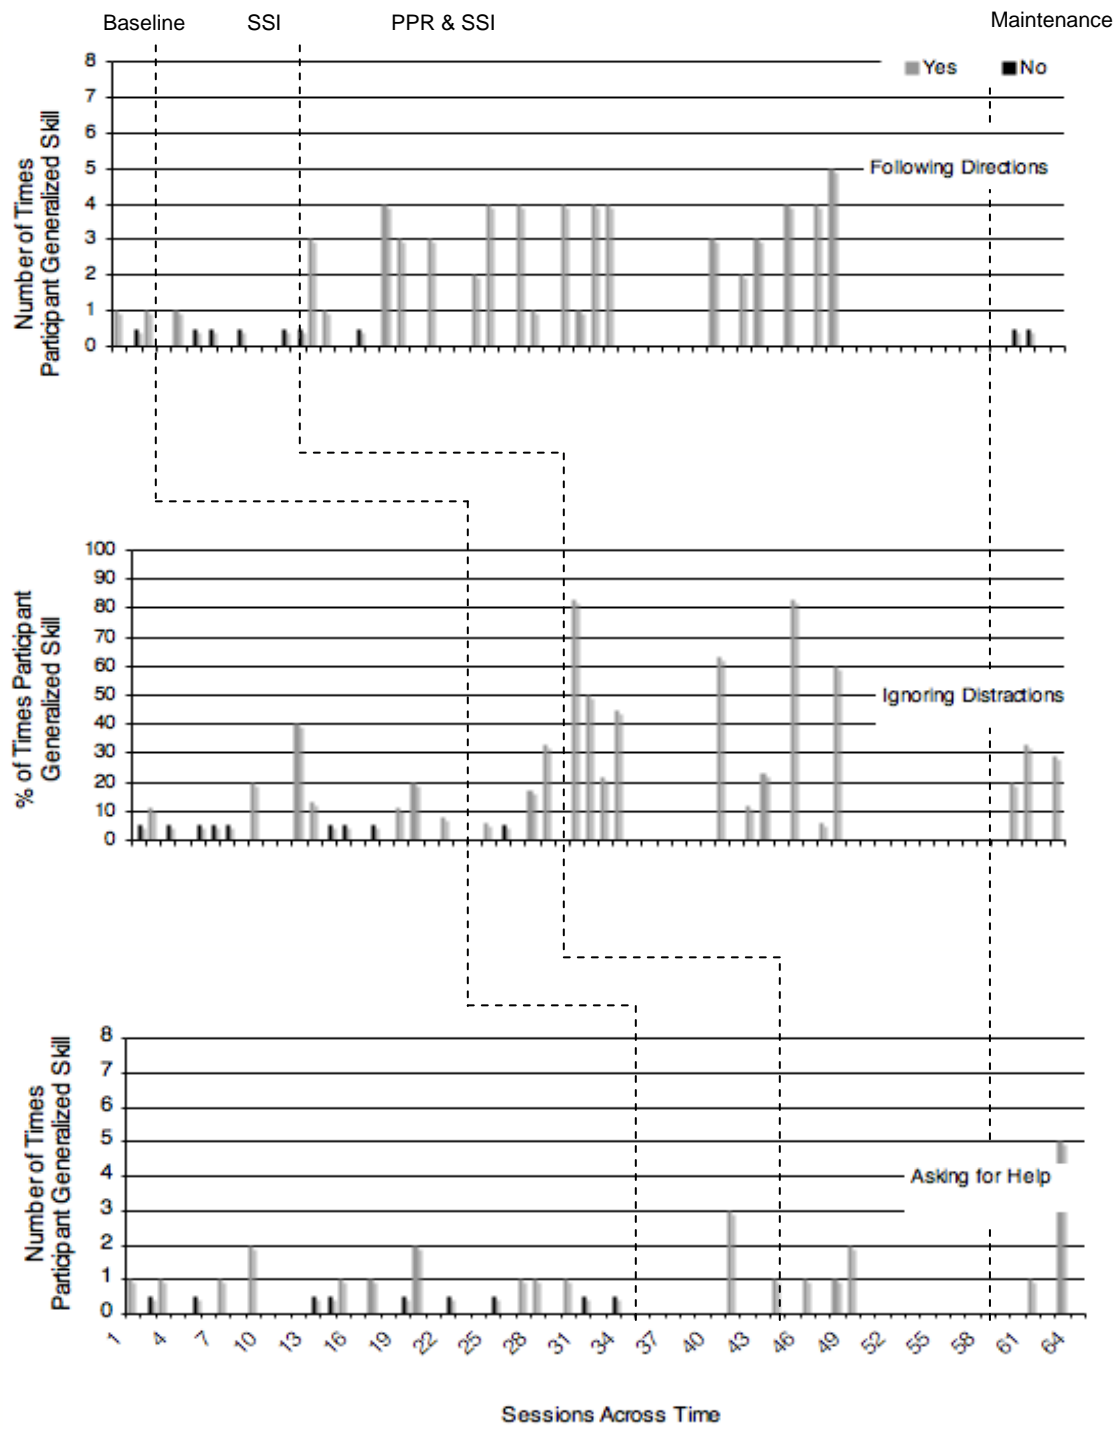 Baseline SSI PPR & SSI Maintenance
Yes No
Number of Times
Participant Generalized Skill
8
7
6
5
4
3
2
1
0
Following Directions
% of Times Participant
Generalized Skill
100
90
80
70
60
50
40
30
20
10
0
Ignoring Distractions
Number of Times
Participant Generalized Skill
8
7
6
5
4
3
2
1
0
Asking for Help
1 4 7 10 13 16 19 22 25 28 31 34 37 40 43 46 49 52 55 58 61 64
Sessions Across Time